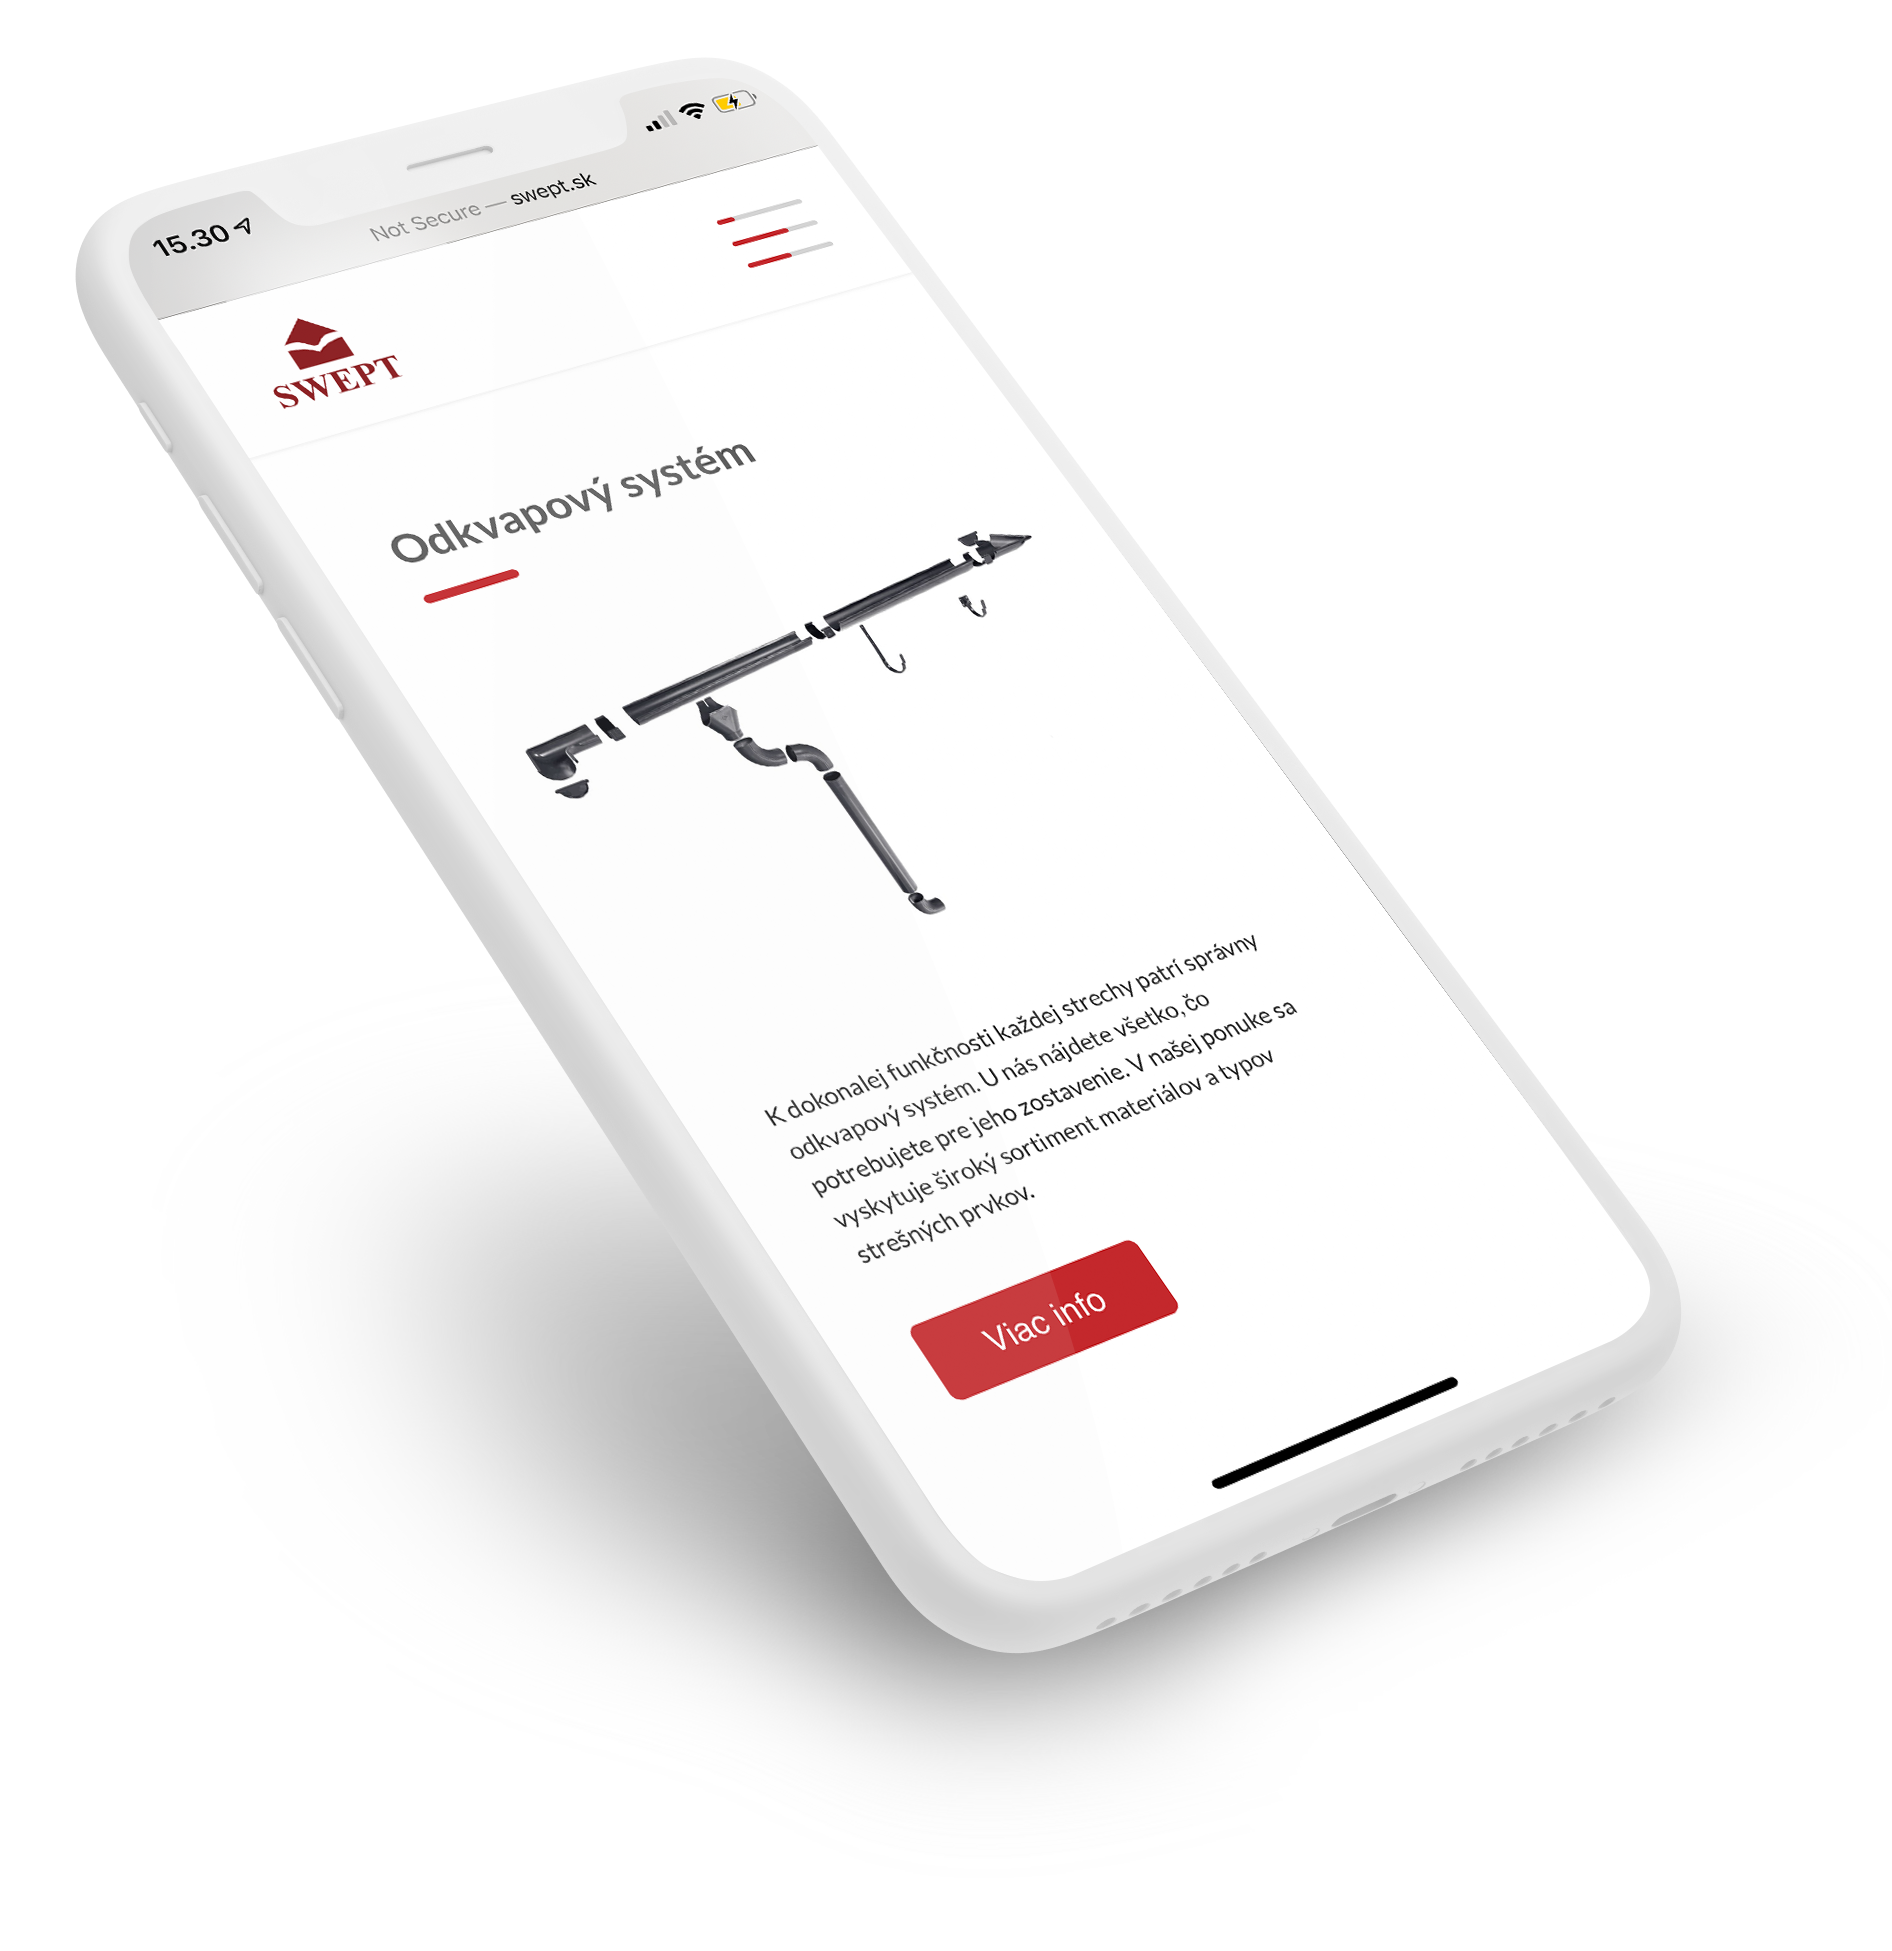 15.30
Not Secure — swept.sk
SWEPT
Odkvapový systém
K dokonalej funkčnosti každej strechy patrí správny
odkvapový systém. U nás nájdete všetko, čo
potrebujete pre jeho zostavenie. V našej ponuke sa
vyskytuje široký sortiment materiálov a typov
strešných prvkov.
Viac info